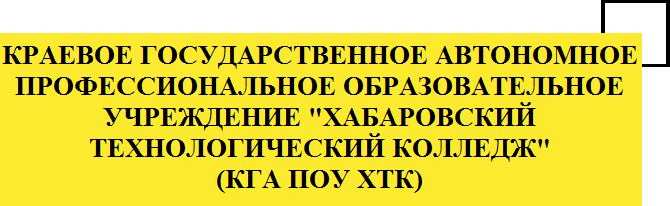 КРАЕВОЕ ГОСУДАРСТВЕННОЕ АВТОНОМНОЕ
ПРОФЕССИОНАЛЬНОЕ ОБРАЗОВАТЕЛЬНОЕ
УЧРЕЖДЕНИЕ "ХАБАРОВСКИЙ
ТЕХНОЛОГИЧЕСКИЙ КОЛЛЕДЖ"
(КГА ПОУ ХТК)